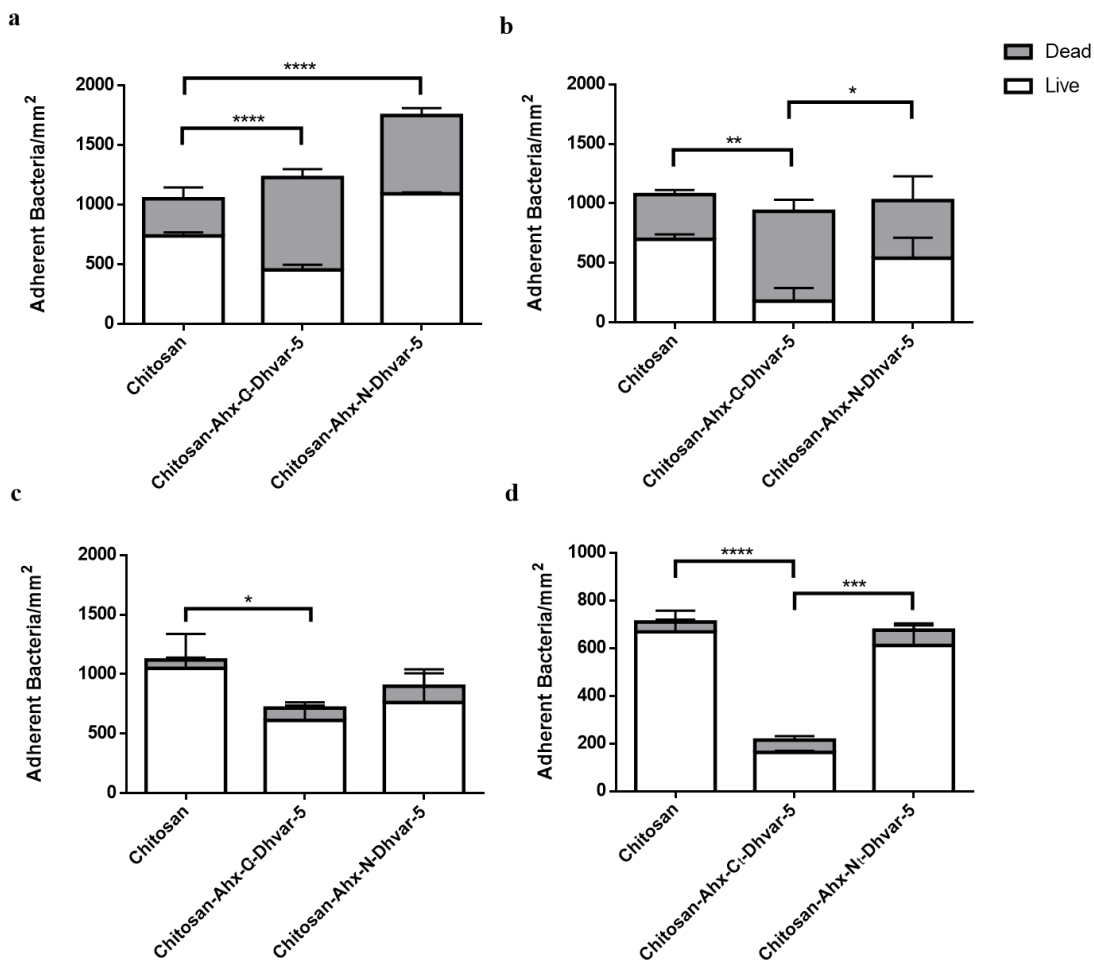 a
Adherent Bacteria/mm²
2000
1500
1000
500
0
****
****
Chitosan
Chitosan-Ahx-G-Dhvar-5
Chitosan-Ahx-N-Dhvar-5
b
Adherent Bacteria/mm²
2000
1500
1000
500
0
**
*
Chitosan
Chitosan-Ahx-G-Dhvar-5
Chitosan-Ahx-N-Dhvar-5
Dead
Live
c
Adherent Bacteria/mm²
2000
1500
1000
500
0
*
Chitosan
Chitosan-Ahx-G-Dhvar-5
Chitosan-Ahx-N-Dhvar-5
d
Adherent Bacteria/mm²
1000
800
600
400
200
0
****
***
Chitosan
Chitosan-Ahx-Cₜ-Dhvar-5
Chitosan-Ahx-Nₜ-Dhvar-5